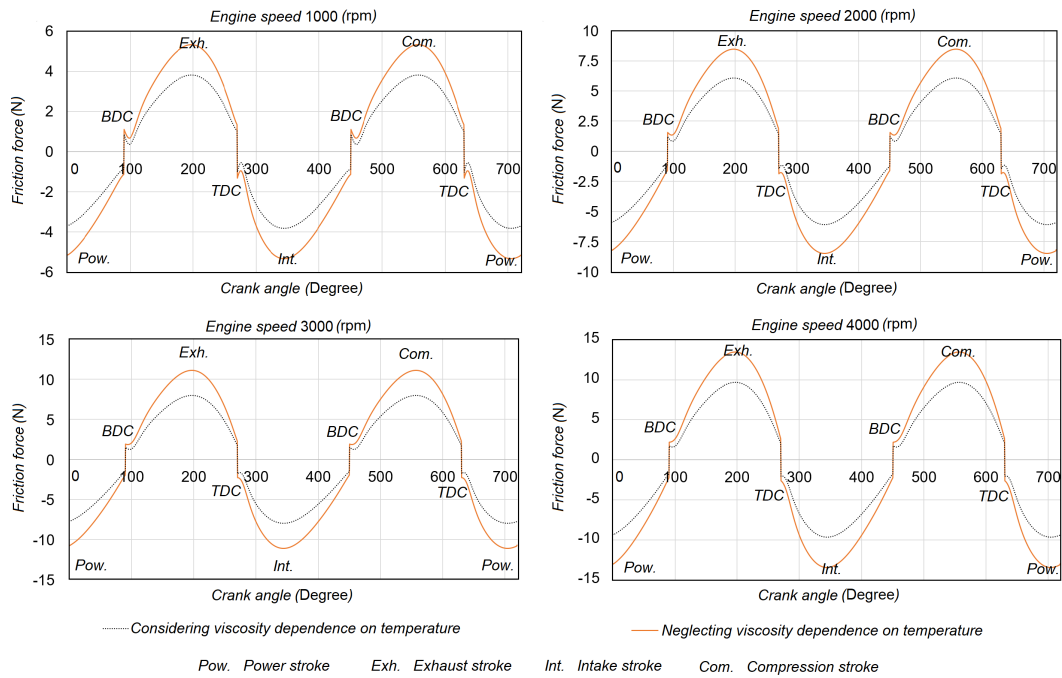 Engine speed 1000 (rpm)
Friction force (N)
6
4
2
0
-2
-4
-6
0 100 200 300 400 500 600 700
Exh.
Com.
BDC
BDC
TDC
TDC
Pow.
Int.
Pow.
Crank angle (Degree)
Engine speed 2000 (rpm)
Friction force (N)
10
7.5
5
2.5
0
-2.5
-5
-7.5
-10
0 100 200 300 400 500 600 700
Exh.
Com.
BDC
BDC
TDC
TDC
Pow.
Int.
Pow.
Crank angle (Degree)
Engine speed 3000 (rpm)
Friction force (N)
15
10
5
0
-5
-10
-15
0 100 200 300 400 500 600 700
Exh.
Com.
BDC
BDC
TDC
TDC
Pow.
Int.
Pow.
Crank angle (Degree)
Engine speed 4000 (rpm)
Friction force (N)
15
10
5
0
-5
-10
-15
0 100 200 300 400 500 600 700
Exh.
Com.
BDC
BDC
TDC
TDC
Pow.
Int.
Pow.
Crank angle (Degree)
Considering viscosity dependence on temperature
Neglecting viscosity dependence on temperature
Pow. Power stroke Exh. Exhaust stroke Int. Intake stroke Com. Compression stroke